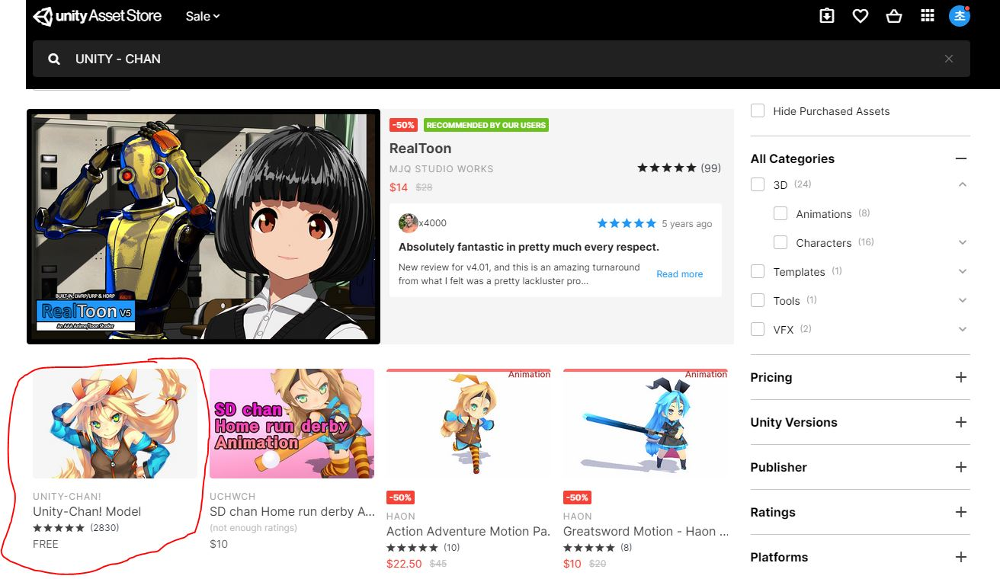 unity Asset Store
Sale
초
UNITY - CHAN
Hide Purchased Assets
-50% RECOMMENDED BY OUR USERS
RealToon
MJQ STUDIO WORKS
(99)
$14 $28
x4000
5 years ago
Absolutely fantastic in pretty much every respect.
New review for v4.01, and this is an amazing turnaround
from what I felt was a pretty lackluster pro...
Read more
BUILT-IN, LWRP/URP & HDRP
RealToon V5
An AAA Anime/Toon Shader
All Categories
3D (24)
Animations (8)
Characters (16)
Templates (1)
Tools (1)
VFX (2)
Pricing
Unity Versions
Publisher
Ratings
Platforms
UNITY-CHAN!
Unity-Chan! Model
(2830)
FREE
SD chan
Home run derby
Animation
UCHWCH
SD chan Home run derby A...
(not enough ratings)
$10
Animation
-50%
HAON
Action Adventure Motion Pa...
(10)
$22.50 $45
Animation
-50%
HAON
Greatsword Motion - Haon ...
(8)
$10 $20